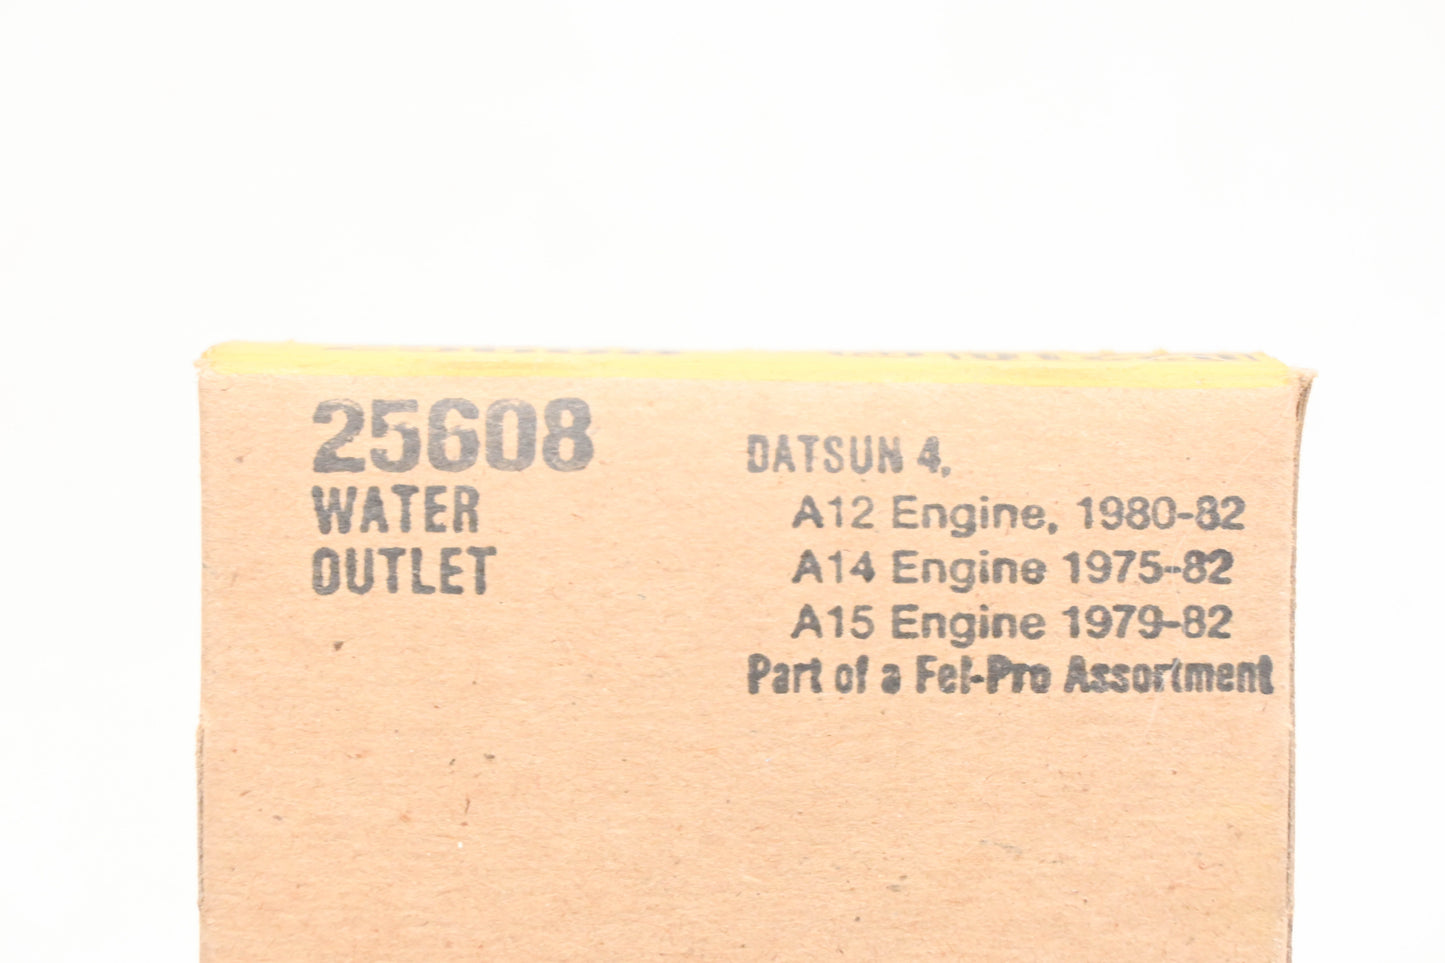 25608
WATER
OUTLET
DATSUN 4,
A12 Engine, 1980-82
A14 Engine 1975-82
A15 Engine 1979-82
Part of a Fel-Pro Assortment